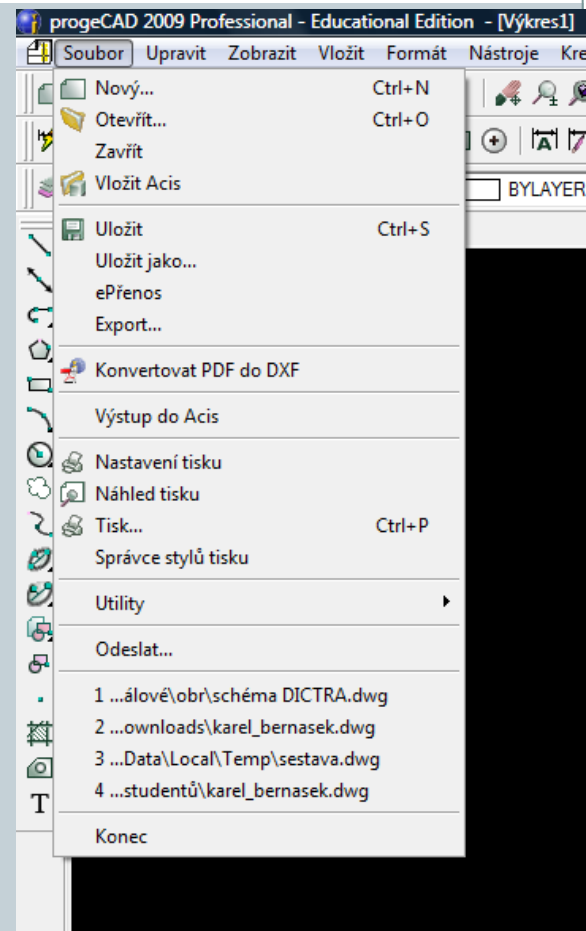 progeCAD 2009 Professional - Educational Edition - [Výkres1]
Soubor Upravit Zobrazit Vložit Formát Nástroje
Nový... Ctrl+N
Otevřít... Ctrl+O
Zavřít
Vložit Acis
BYLAYER
Uložit Ctrl+S
Uložit jako...
ePřenos
Export...
Konvertovat PDF do DXF
Výstup do Acis
Nastavení tisku
Náhled tisku
Tisk... Ctrl+P
Správce stylů tisku
Utility
Odeslat...
1 ...álové\obr\schéma DICTRA.dwg
2 ...ownloads\karel_bernasek.dwg
3 ...Data\Local\Temp\sestava.dwg
4 ...studentů\karel_bernasek.dwg
T
Konec